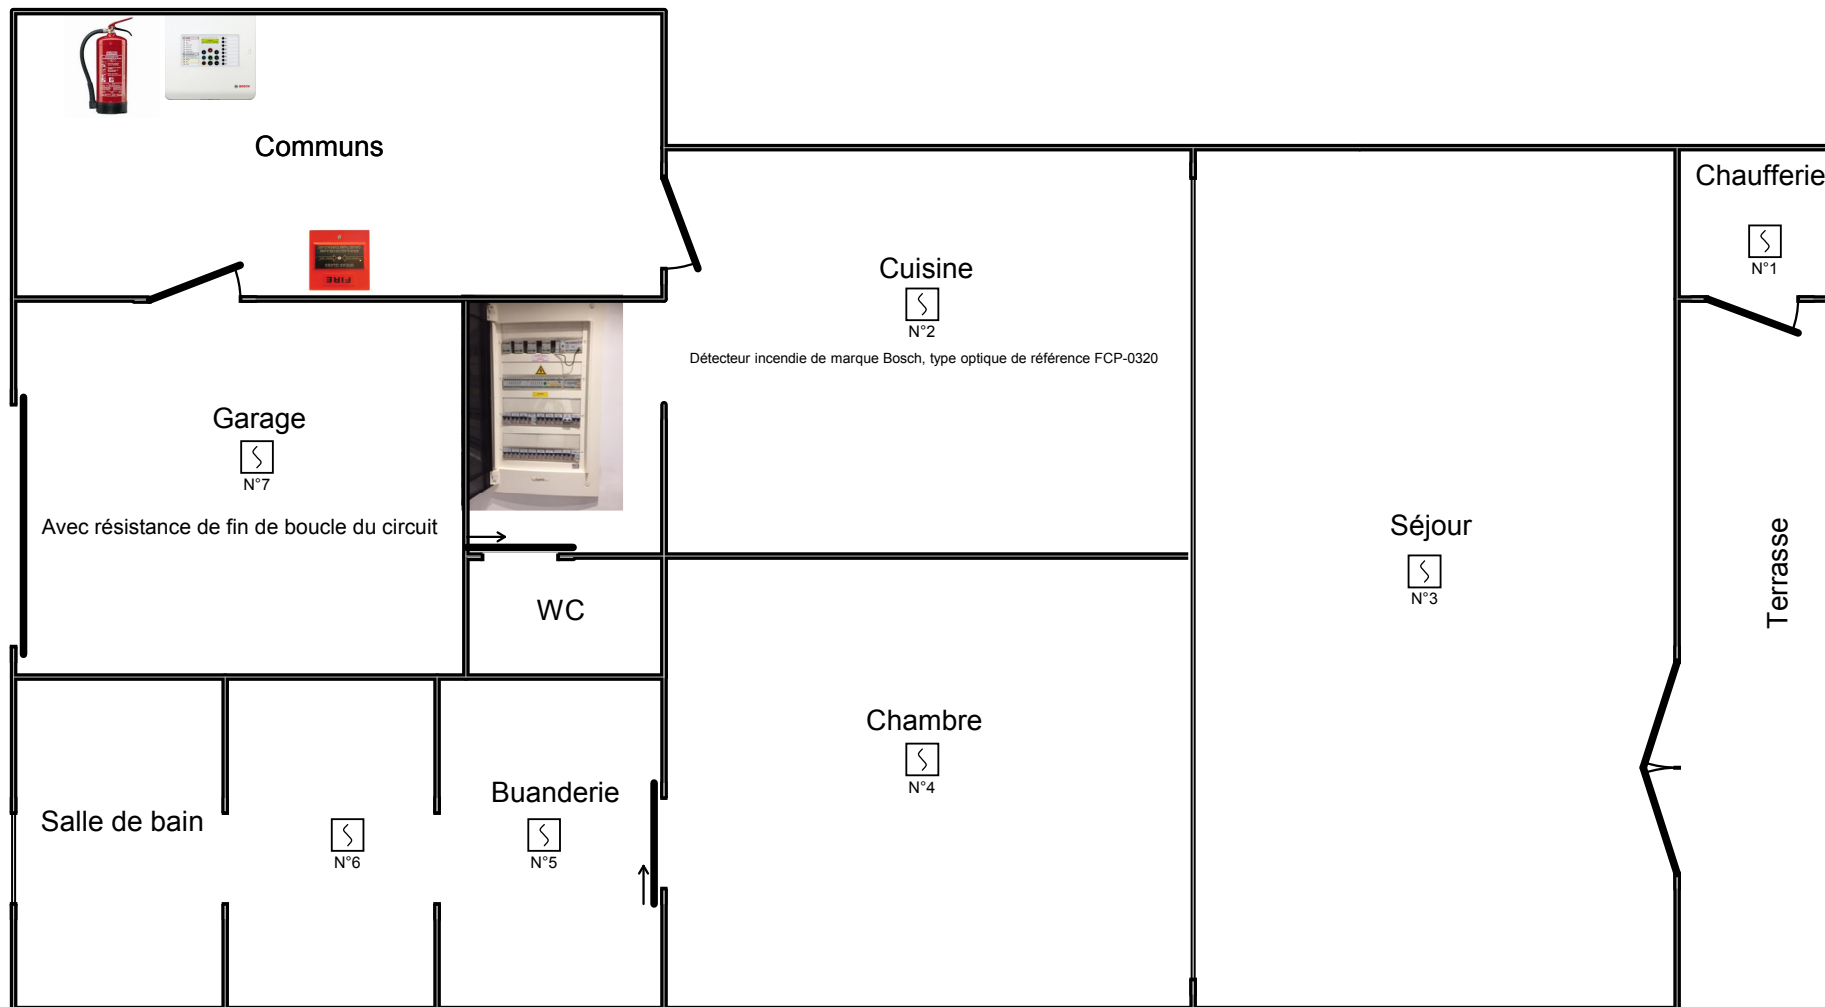 BOSCH
Communs
FIRE
Chaufferie
N°1
Cuisine
N°2
Détecteur incendie de marque Bosch, type optique de référence FCP-0320
Garage
N°7
Avec résistance de fin de boucle du circuit
Séjour
N°3
Terrasse
WC
Chambre
N°4
Buanderie
N°5
Salle de bain
N°6